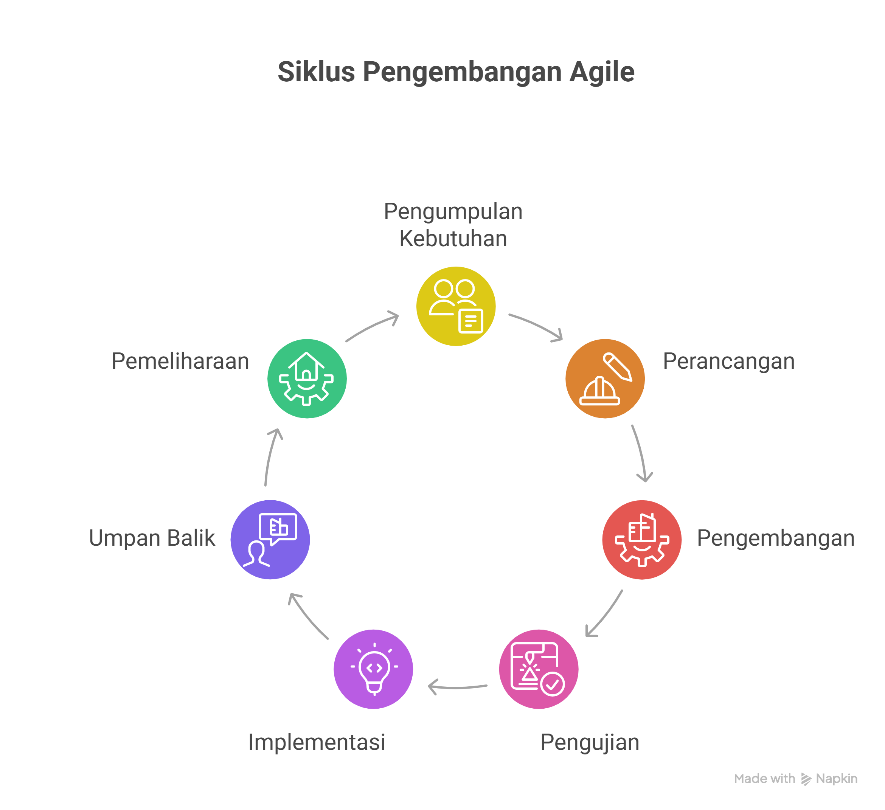 Siklus Pengembangan Agile
Pengumpulan
Kebutuhan
Perancangan
Pengembangan
Pengujian
Implementasi
Umpan Balik
Pemeliharaan
Made with Napkin